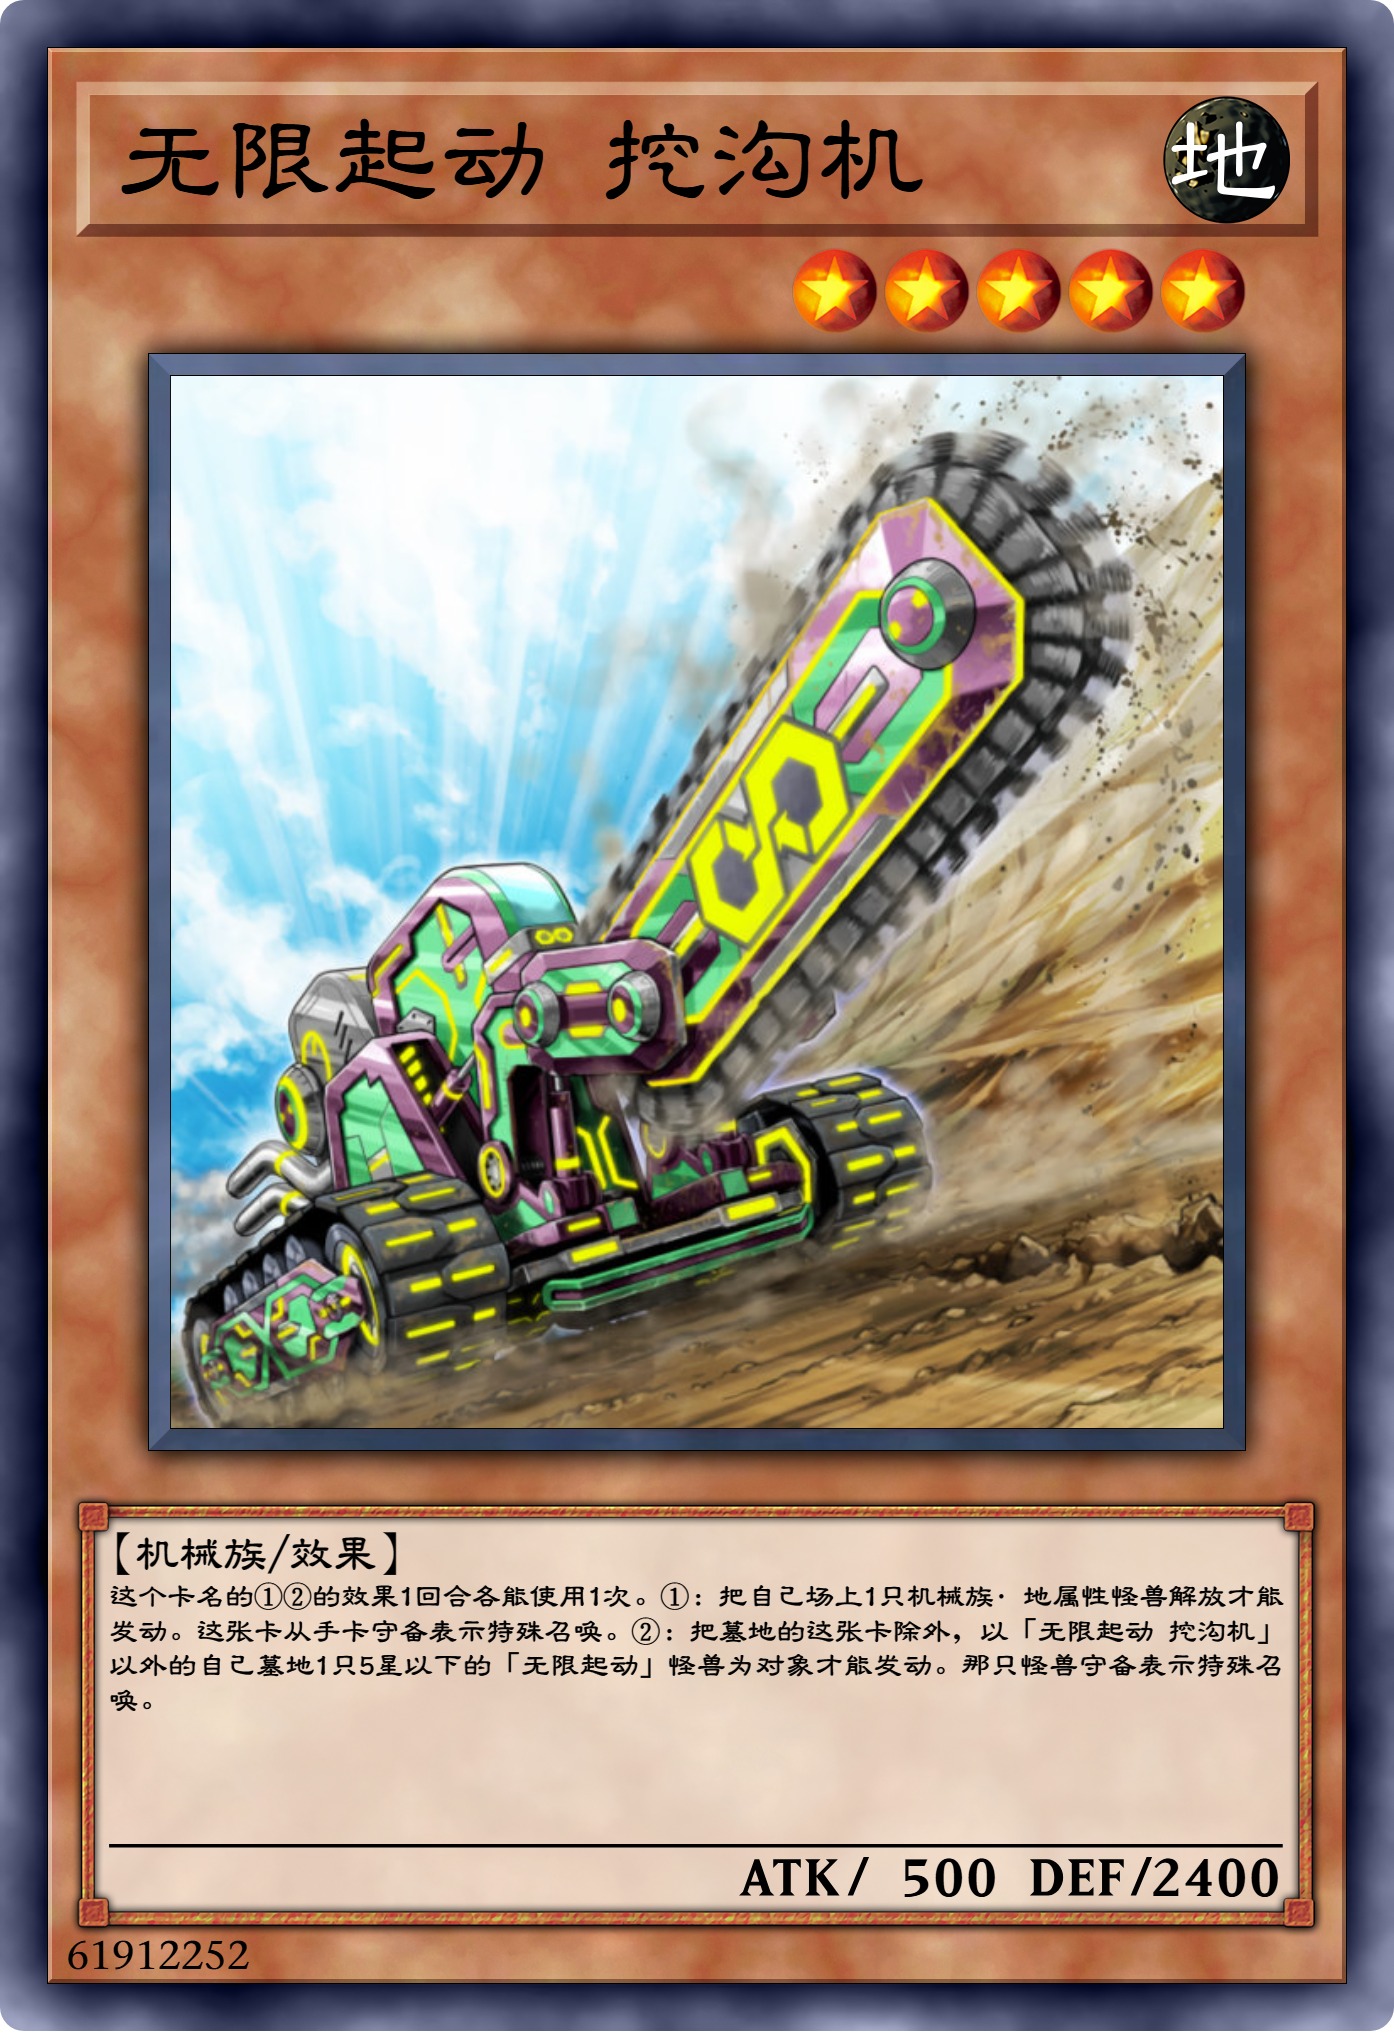 无限起动 挖沟机
地
【机械族/效果】
这个卡名的①②的效果1回合各能使用1次。①：把自己场上1只机械族·地属性怪兽解放才能
发动。这张卡从手卡守备表示特殊召唤。②：把墓地的这张卡除外，以「无限起动 挖沟机」
以外的自己墓地1只5星以下的「无限起动」怪兽为对象才能发动。那只怪兽守备表示特殊召
唤。
ATK/ 500 DEF/2400
61912252